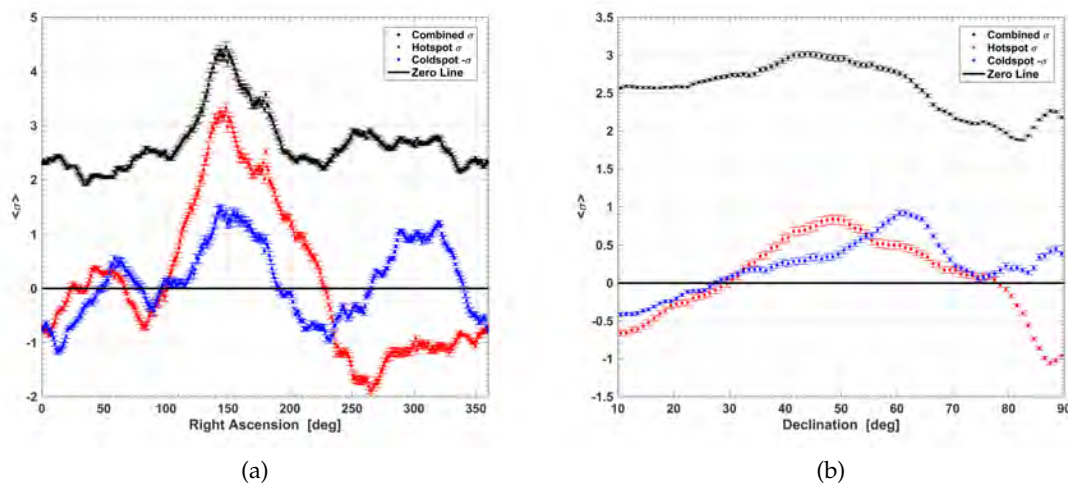 5
4
3
2
1
0
-1
-2
<σ>
0 50 100 150 200 250 300 350
Right Ascension [deg]
Combined σ
Hotspot σ
Coldspot -σ
Zero Line
(a)
3.5
3
2.5
2
1.5
1
0.5
0
-0.5
-1
-1.5
<σ>
10 20 30 40 50 60 70 80 90
Declination [deg]
Combined σ
Hotspot σ
Coldspot -σ
Zero Line
(b)